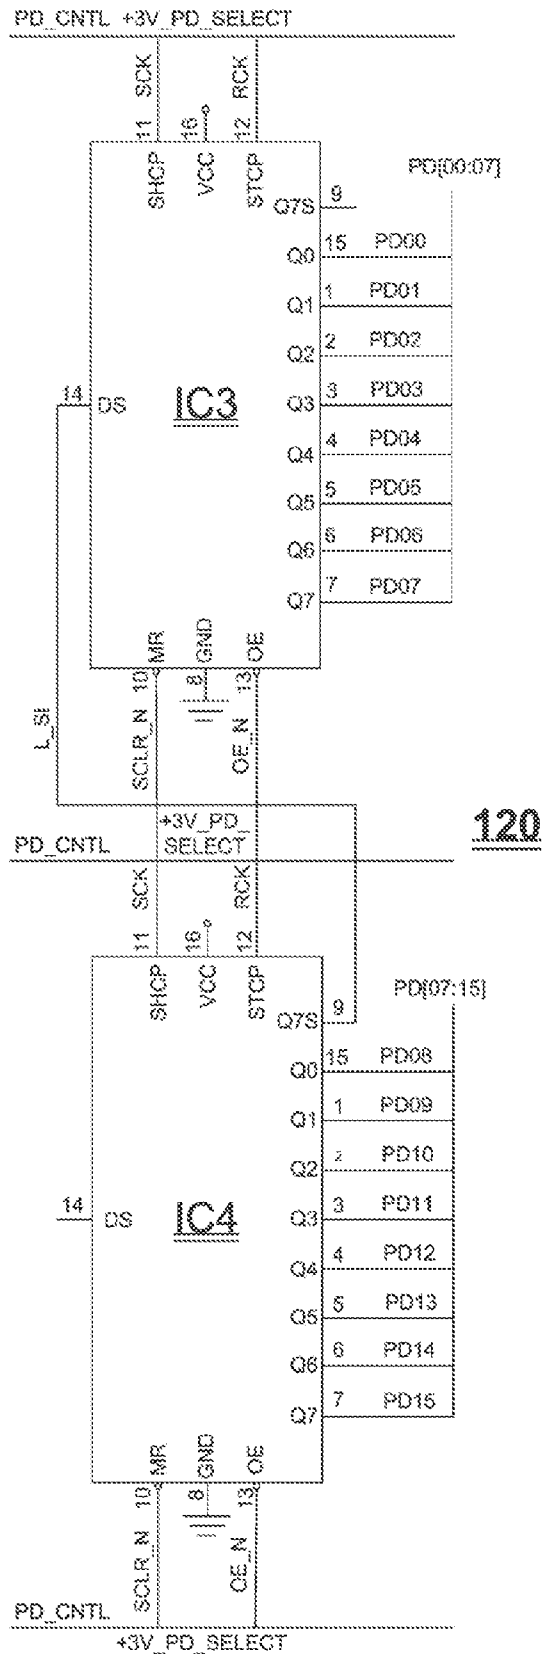 PD_CNTL +3V_PD_SELECT
SCK
RCK
11
16
12
SHCP
VCC
STCP
PD[00:07]
Q7S 9
Q0 15 PD00
Q1 1 PD01
Q2 2 PD02
14 DS IC3 Q3 3 PD03
Q4 4 PD04
Q5 5 PD05
Q6 6 PD06
Q7 7 PD07
MR
GND
OE
10
8
13
L_SI
SCLR_N
OE_N
120
+3V_PD_
PD_CNTL SELECT
SCK
RCK
11
16
12
SHCP
VCC
STCP
PD[07:15]
Q7S 9
Q0 15 PD08
Q1 1 PD09
Q2 2 PD10
14 DS IC4 Q3 3 PD11
Q4 4 PD12
Q5 5 PD13
Q6 6 PD14
Q7 7 PD15
MR
GND
OE
10
8
13
SCLR_N
OE_N
PD_CNTL
+3V_PD_SELECT